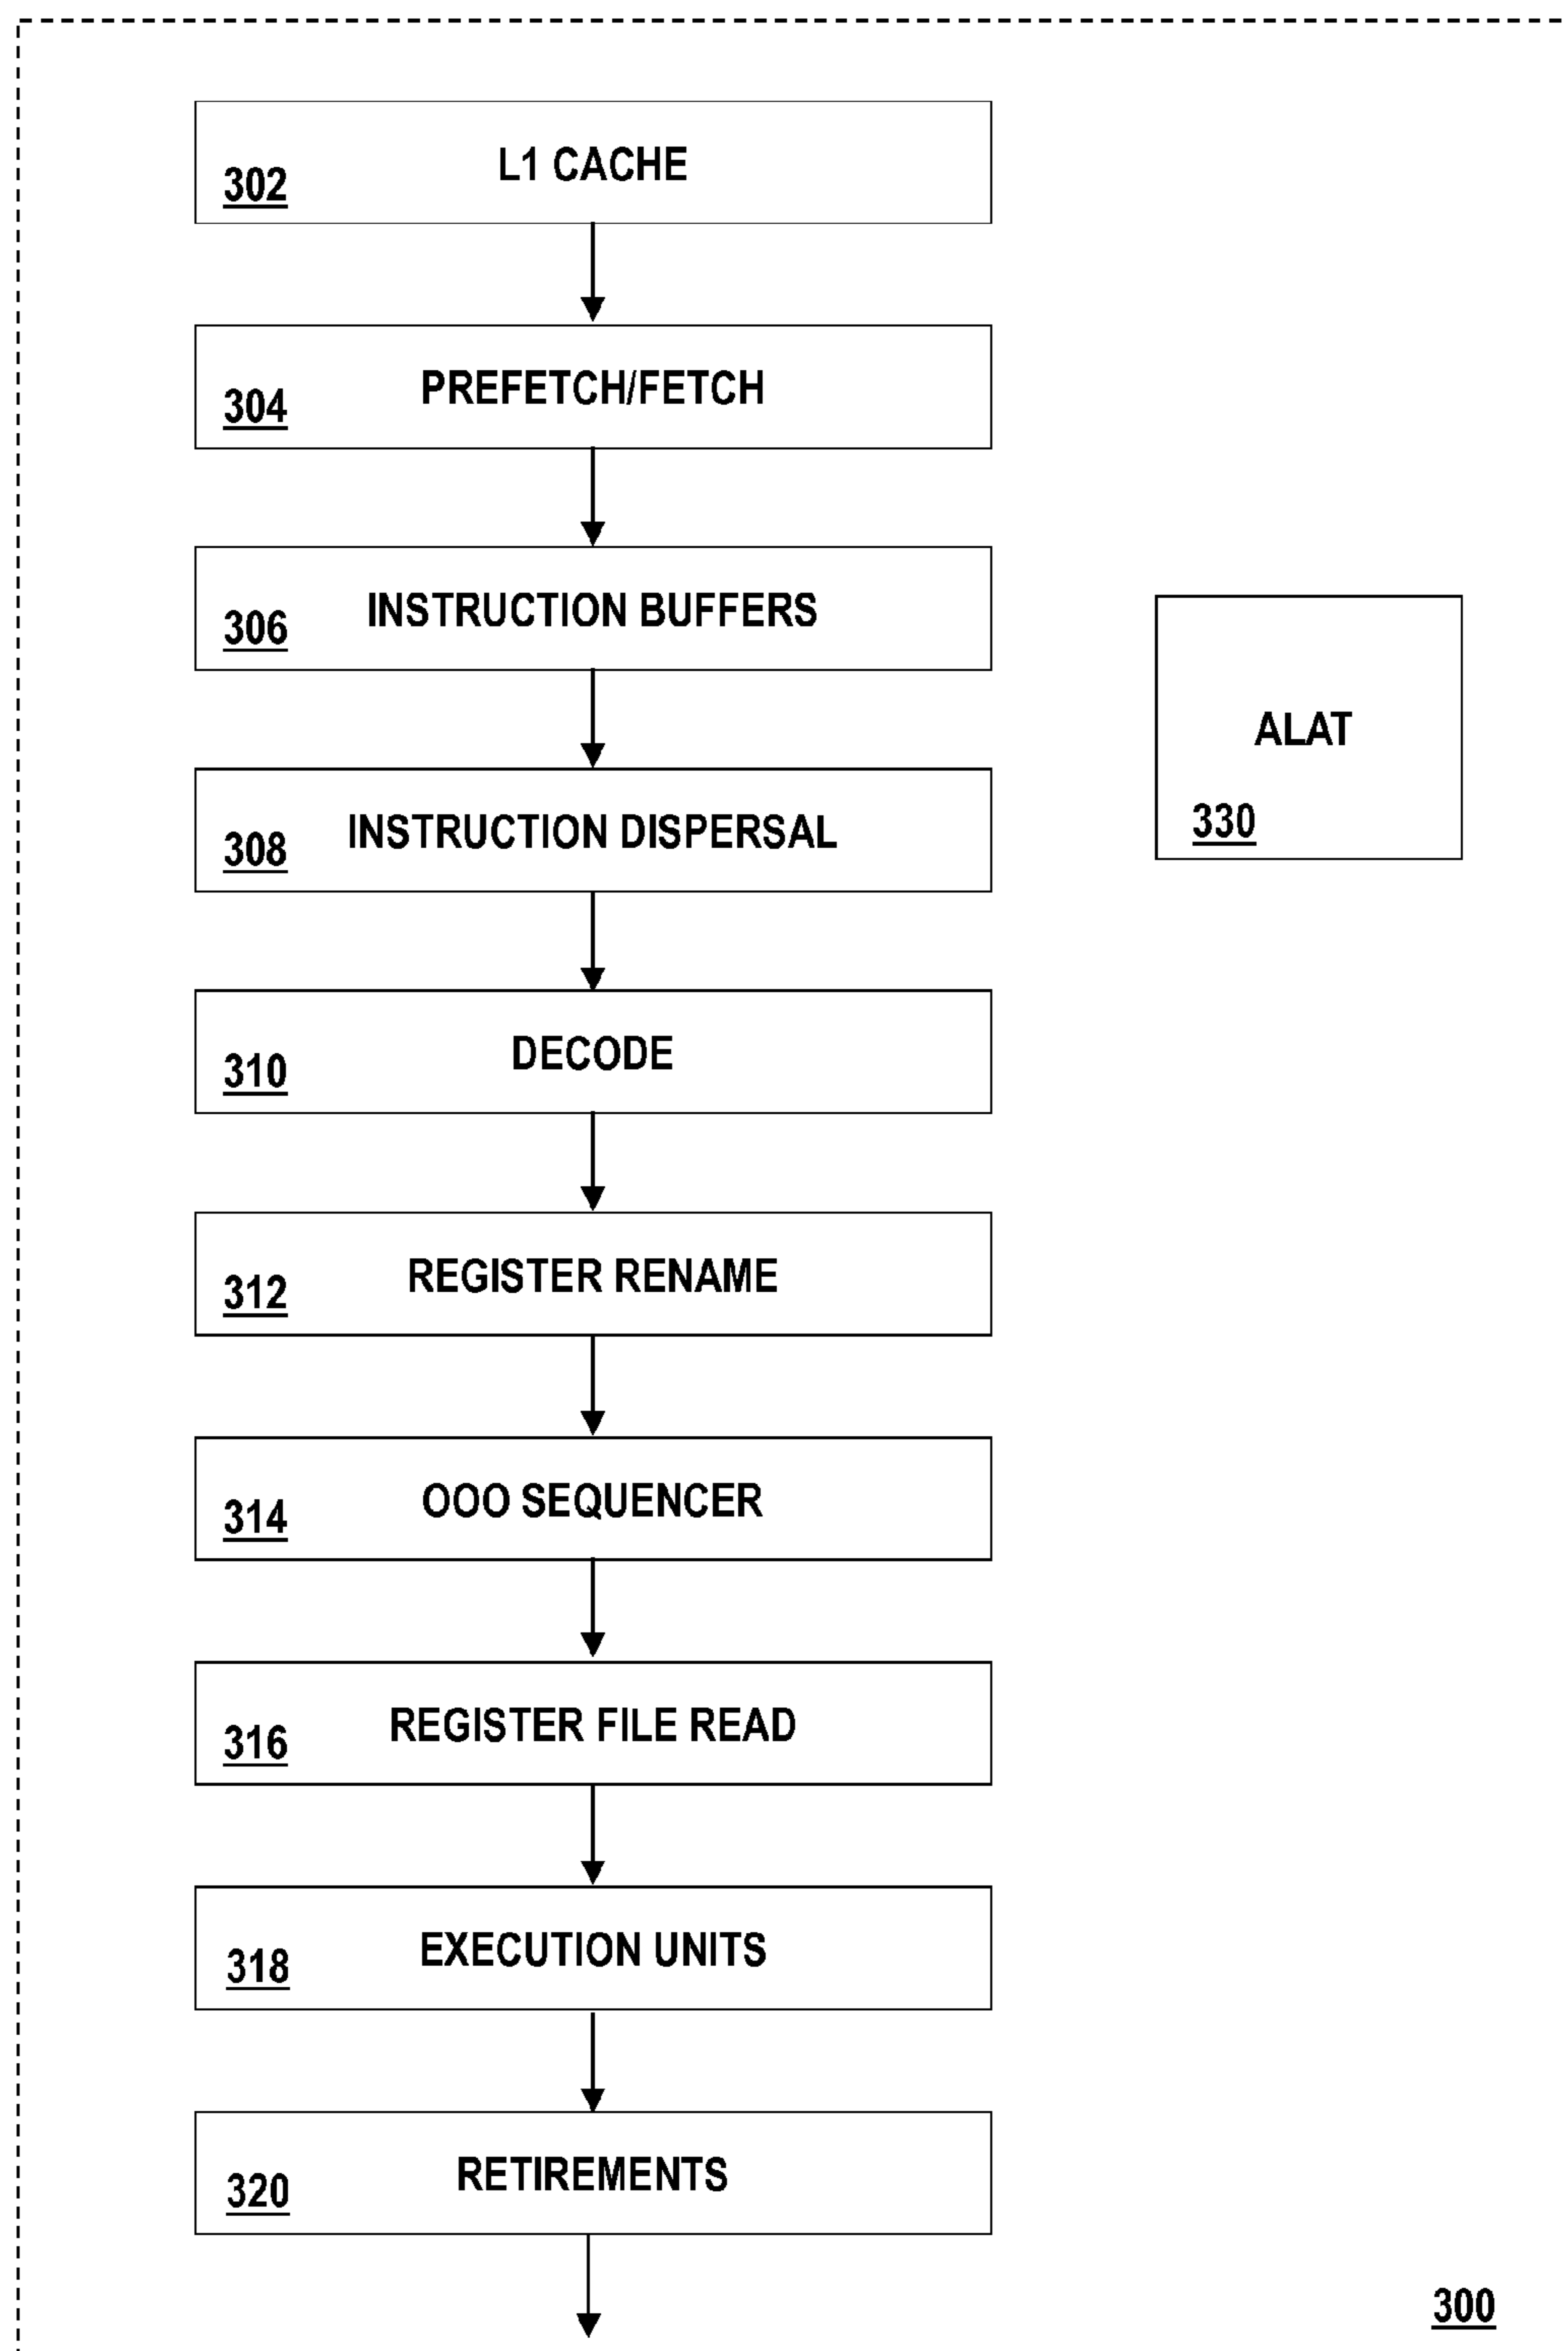 L1 CACHE
302
PREFETCH/FETCH
304
INSTRUCTION BUFFERS
306
INSTRUCTION DISPERSAL
308
ALAT
330
DECODE
310
REGISTER RENAME
312
OOO SEQUENCER
314
REGISTER FILE READ
316
EXECUTION UNITS
318
RETIREMENTS
320
300